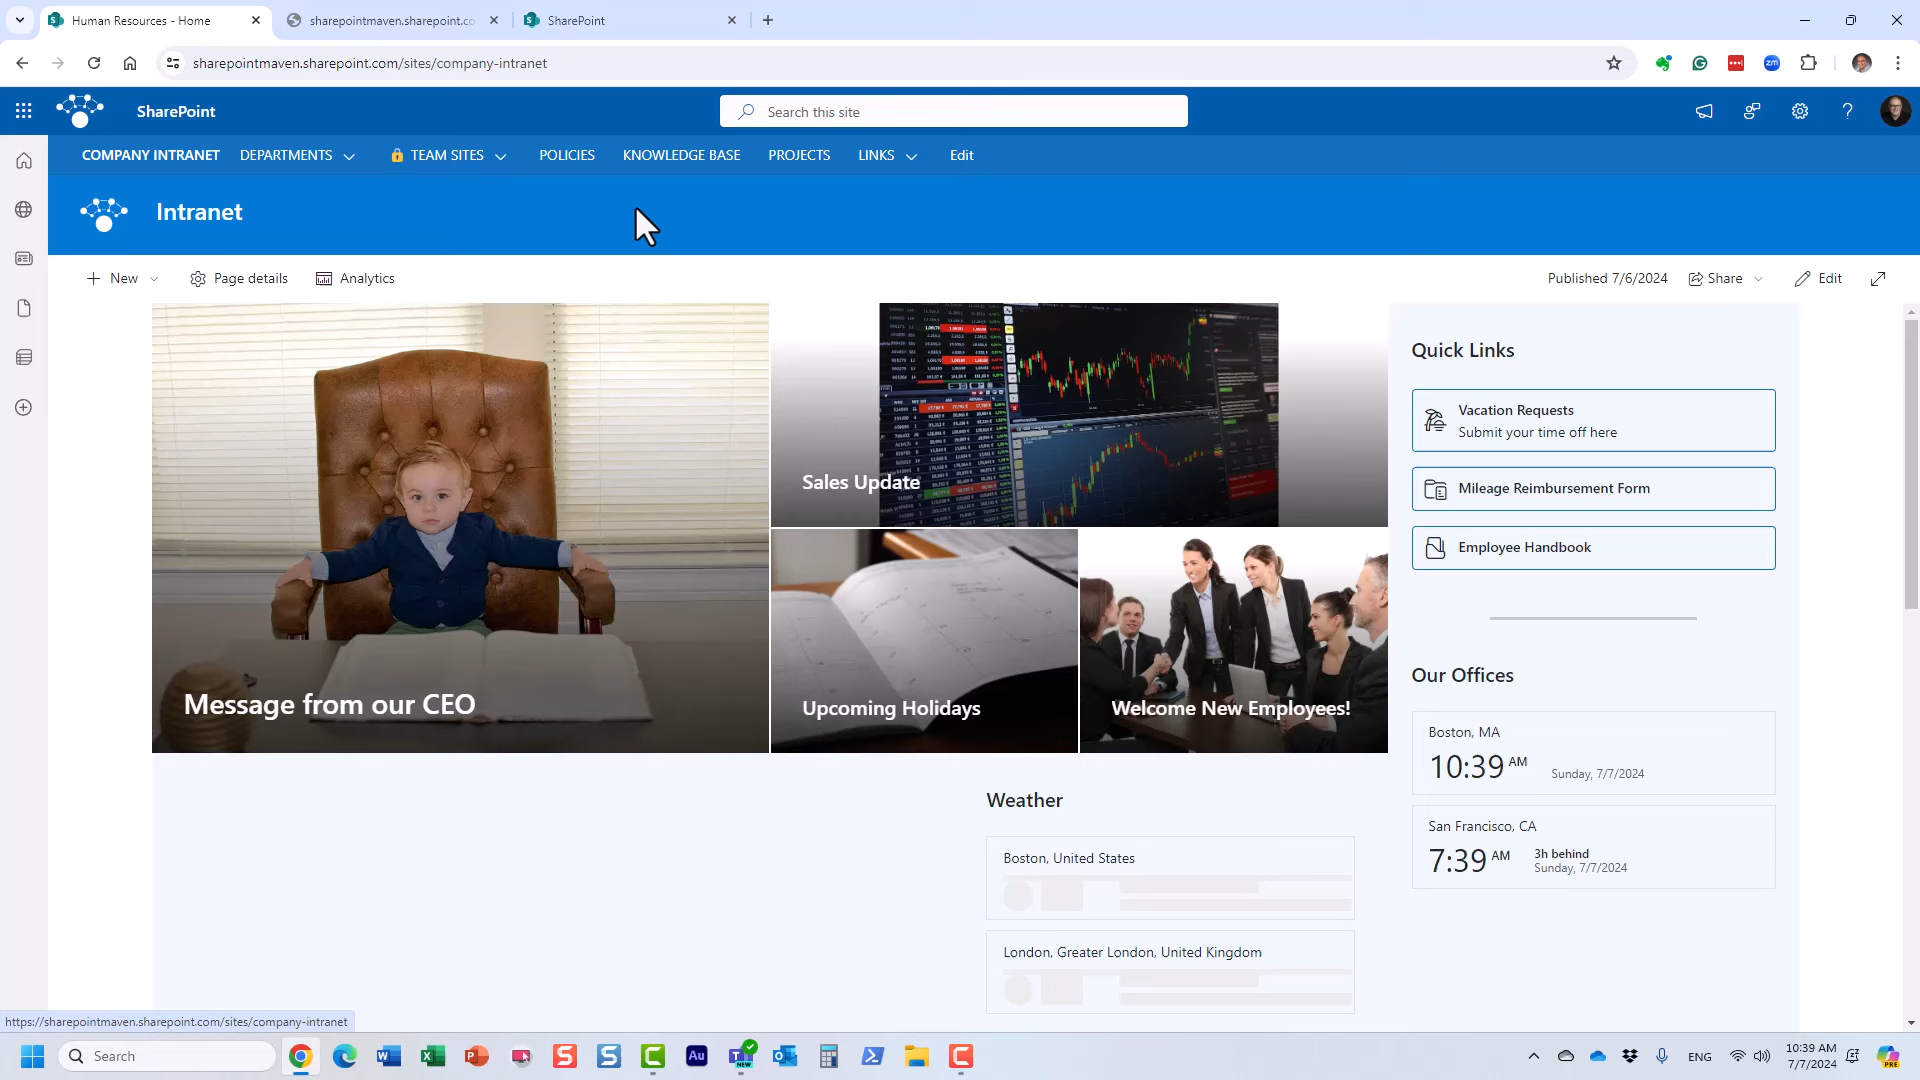 Human Resources - Home
sharepointmaven.sharepoint.co
SharePoint
sharepointmaven.sharepoint.com/sites/company-intranet
SharePoint
Search this site
COMPANY INTRANET DEPARTMENTS TEAM SITES POLICIES KNOWLEDGE BASE PROJECTS LINKS Edit
Intranet
New Page details Analytics
Published 7/6/2024 Share Edit
Sales Update
Message from our CEO
Upcoming Holidays
Welcome New Employees!
Quick Links
Vacation Requests
Submit your time off here
Mileage Reimbursement Form
Employee Handbook
Our Offices
Boston, MA
10:39 AM Sunday, 7/7/2024
San Francisco, CA
7:39 AM 3h behind
Sunday, 7/7/2024
Weather
Boston, United States
London, Greater London, United Kingdom
https://sharepointmaven.sharepoint.com/sites/company-intranet
Search
ENG
10:39 AM
7/7/2024